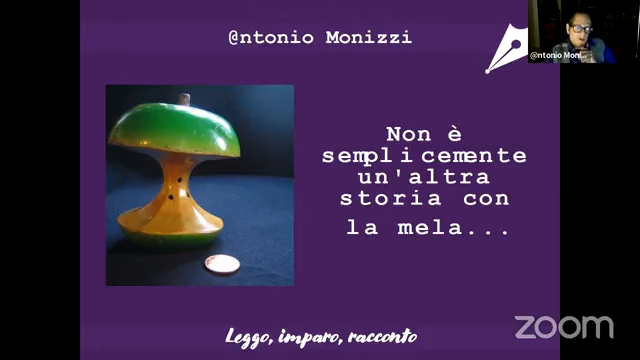 @ntonio Monizzi
@ntonio Moni...
Non è
semplicemente
un'altra
storia con
la mela...
zoom
Leggo, imparo, racconto